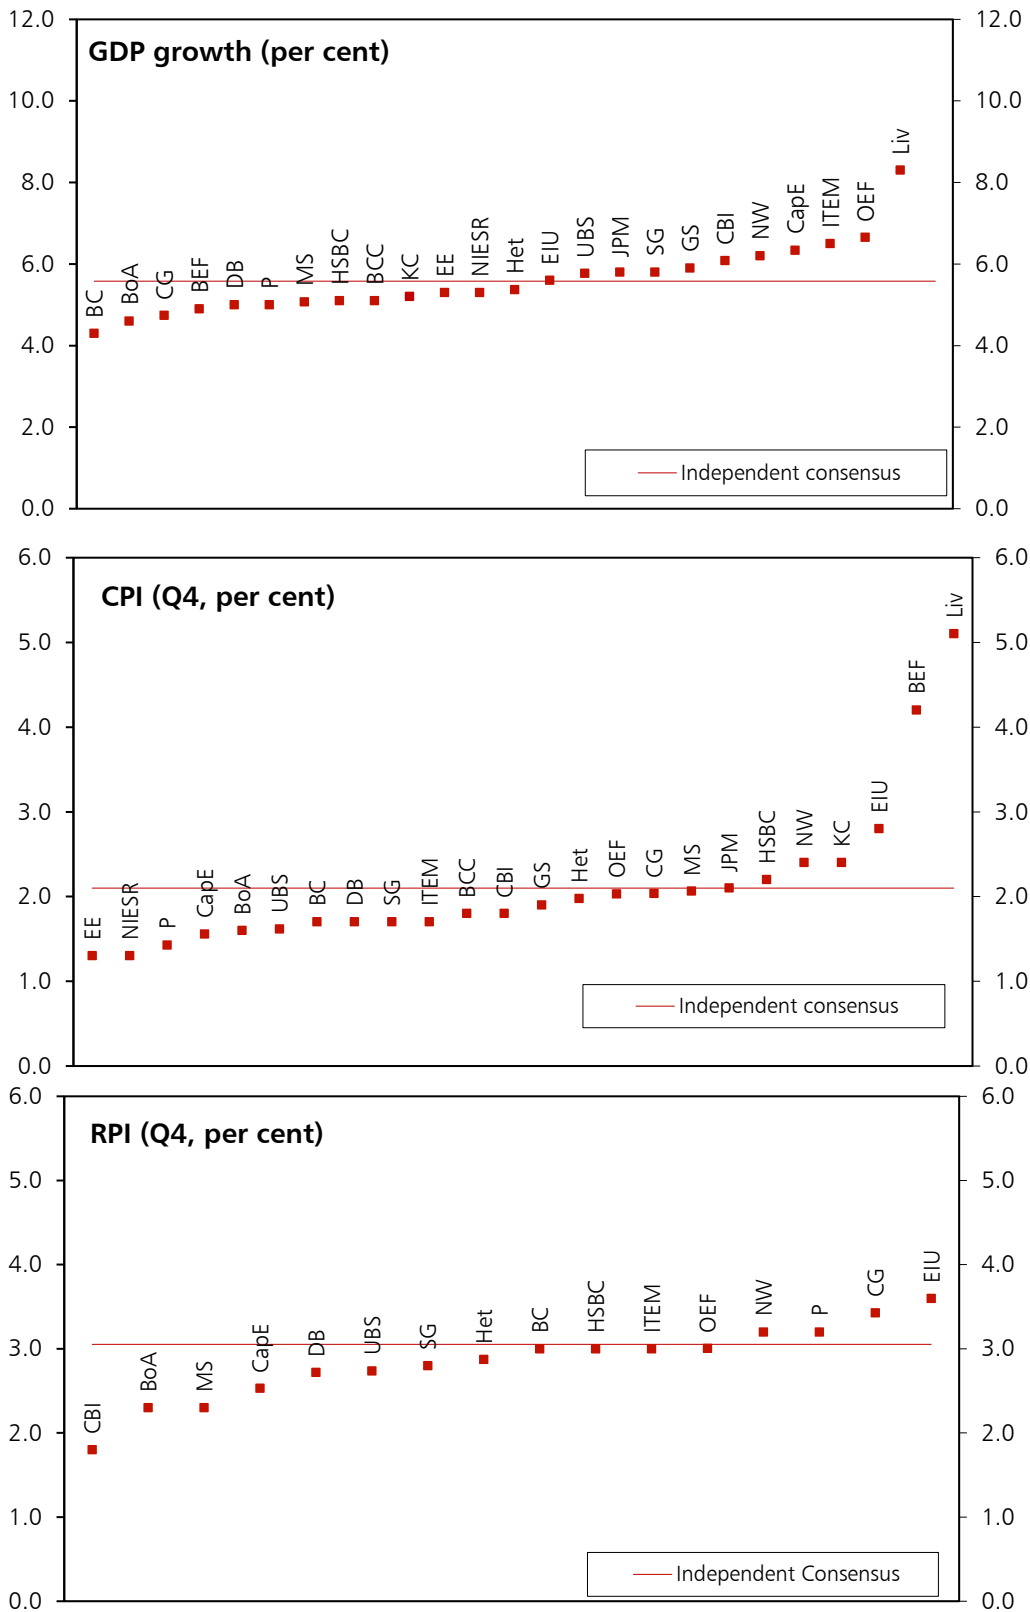 GDP growth (per cent)
12.0 12.0
10.0 10.0
8.0 8.0
6.0 6.0
4.0 4.0
2.0 2.0
0.0 0.0
BC BoA CG BEF DB P MS HSBC BCC KC EE NIESR Het EIU UBS JPM SG GS CBI NW CapE ITEM OEF Liv
Independent consensus
CPI (Q4, per cent)
6.0 6.0
5.0 5.0
4.0 4.0
3.0 3.0
2.0 2.0
1.0 1.0
0.0 0.0
EE NIESR P CapE BoA UBS BC DB SG ITEM BCC CBI GS Het OEF CG MS JPM HSBC NW KC EIU BEF Liv
Independent consensus
RPI (Q4, per cent)
6.0 6.0
5.0 5.0
4.0 4.0
3.0 3.0
2.0 2.0
1.0 1.0
0.0 0.0
CBI BoA MS CapE DB UBS SG Het BC HSBC ITEM OEF NW P CG EIU
Independent Consensus